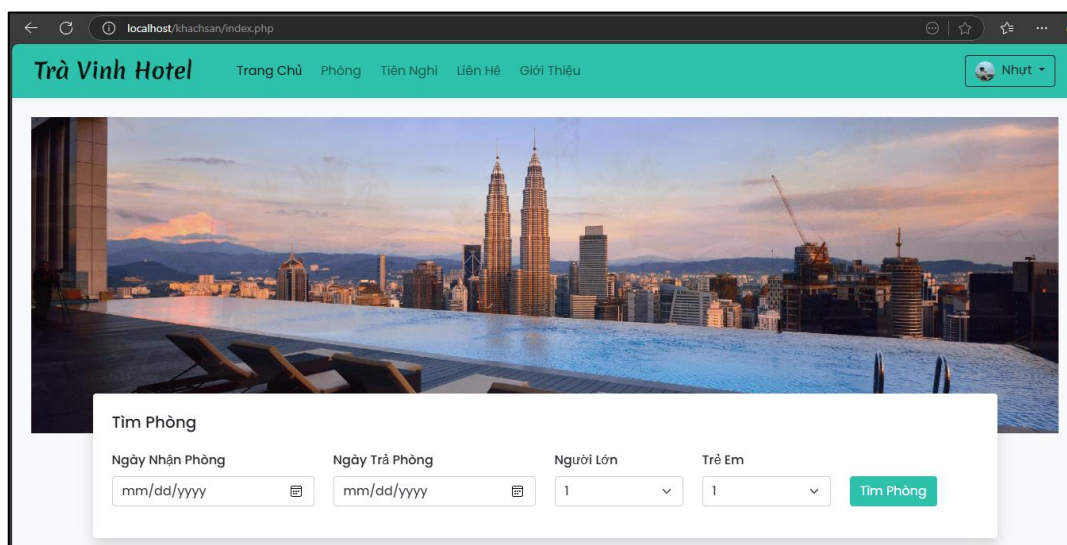 localhost/khachsan/index.php
Trà Vinh Hotel Trang Chủ Phòng Tiện Nghi Liên Hệ Giới Thiệu Nhựt
Tìm Phòng
Ngày Nhận Phòng Ngày Trả Phòng Người Lớn Trẻ Em
mm/dd/yyyy mm/dd/yyyy 1 1 Tìm Phòng